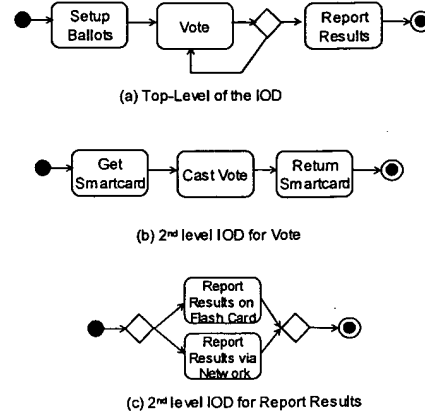 Setup
Ballots
Vote
Report
Results
(a) Top-Level of the IOD
Get
Smartcard
Cast Vote
Return
Smartcard
(b) 2nd level IOD for Vote
Report
Results on
Flash Card
Report
Results via
Network
(c) 2nd level IOD for Report Results